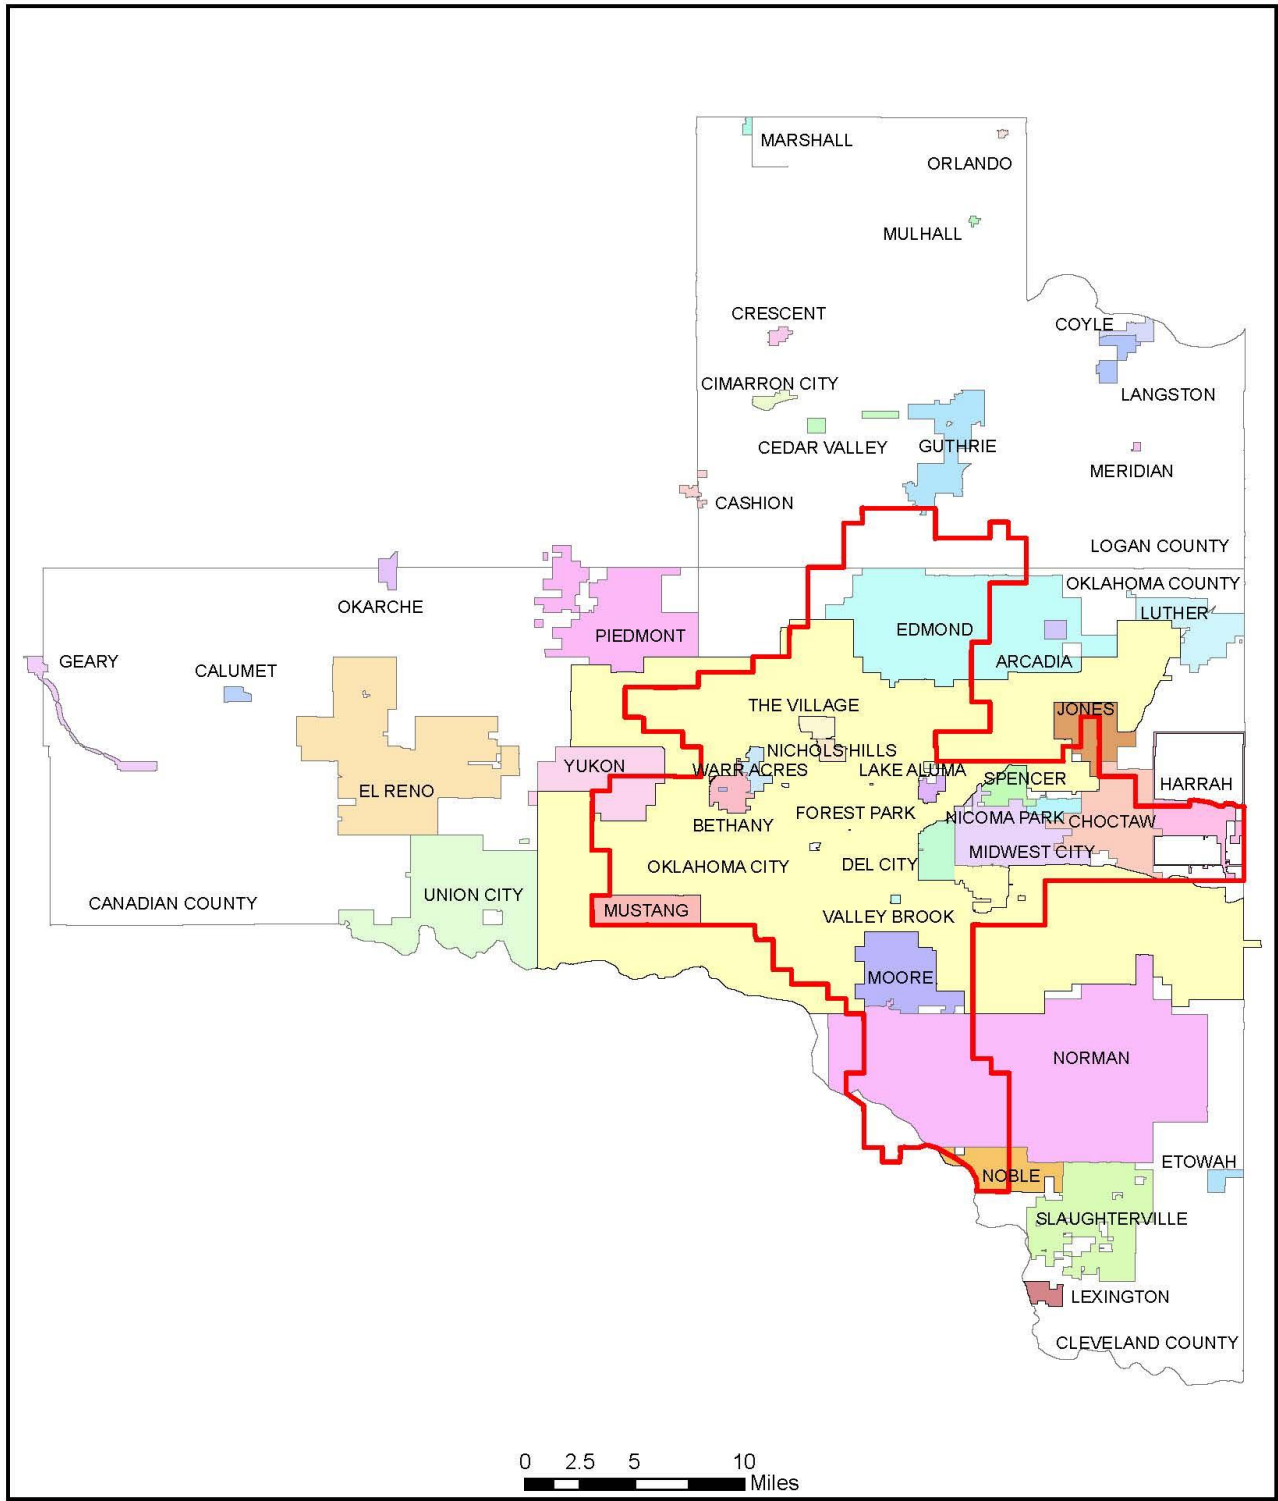 MARSHALL
ORLANDO
MULHALL
CRESCENT
COYLE
CIMARRON CITY
LANGSTON
CEDAR VALLEY
GUTHRIE
MERIDIAN
CASHION
LOGAN COUNTY
OKLAHOMA COUNTY
OKARCHE
LUTHER
EDMOND
PIEDMONT
GEARY
ARCADIA
CALUMET
THE VILLAGE
JONES
NICHOLS HILLS
YUKON
WARR ACRES
LAKE ALUMA
SPENCER
HARRAH
EL RENO
FOREST PARK
NICOMA PARK
CHOCTAW
BETHANY
MIDWEST CITY
OKLAHOMA CITY
DEL CITY
UNION CITY
CANADIAN COUNTY
MUSTANG
VALLEY BROOK
MOORE
NORMAN
ETOWAH
NOBLE
SLAUGHTERVILLE
LEXINGTON
CLEVELAND COUNTY
0 2.5 5 10
Miles